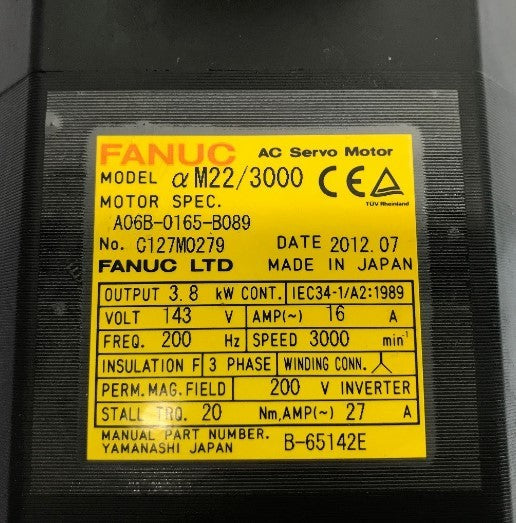 FANUC AC Servo Motor
MODEL αM22/3000 CE
TÜV Rheinland
MOTOR SPEC.
A06B-0165-B089
No. C127M0279 DATE 2012.07
FANUC LTD MADE IN JAPAN
OUTPUT 3.8 kW CONT. IEC34-1/A2:1989
VOLT 143 V AMP(~) 16 A
FREQ. 200 Hz SPEED 3000 min⁻¹
INSULATION F 3 PHASE WINDING CONN. 人
PERM.MAG.FIELD 200 V INVERTER
STALL TRQ. 20 Nm,AMP(~) 27 A
MANUAL PART NUMBER. B-65142E
YAMANASHI JAPAN